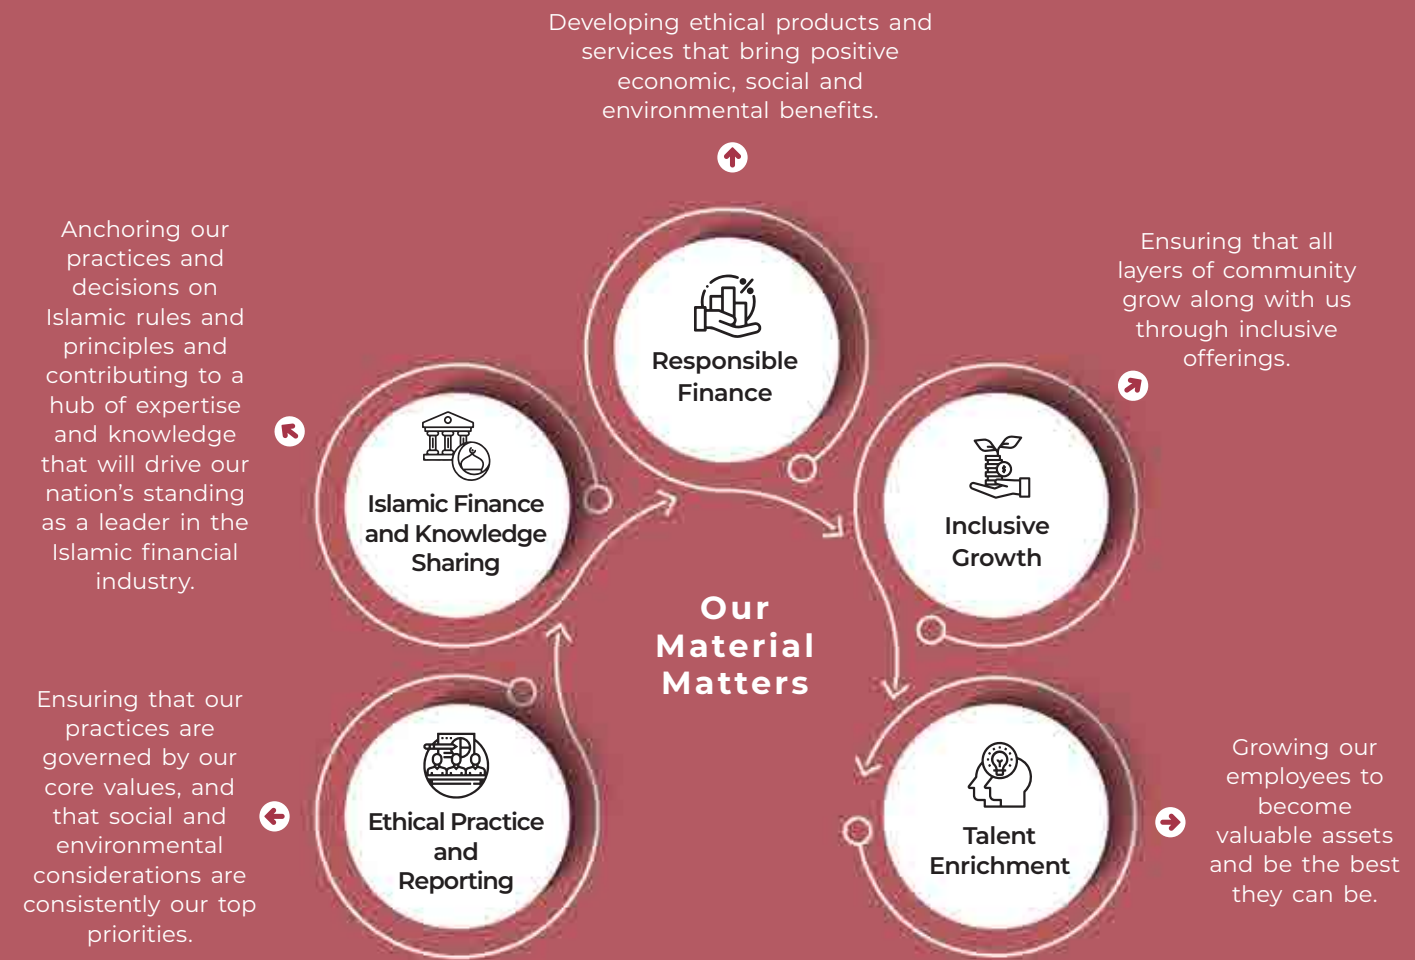 Developing ethical products and
services that bring positive
economic, social and
environmental benefits.
Responsible
Finance
Anchoring our
practices and
decisions on
Islamic rules and
principles and
contributing to a
hub of expertise
and knowledge
that will drive our
nation's standing
as a leader in the
Islamic financial
industry.
Islamic Finance
and Knowledge
Sharing
Ensuring that all
layers of community
grow along with us
through inclusive
offerings.
Inclusive
Growth
Our
Material
Matters
Ensuring that our
practices are
governed by our
core values, and
that social and
environmental
considerations are
consistently our top
priorities.
Ethical Practice
and
Reporting
Talent
Enrichment
Growing our
employees to
become
valuable assets
and be the best
they can be.